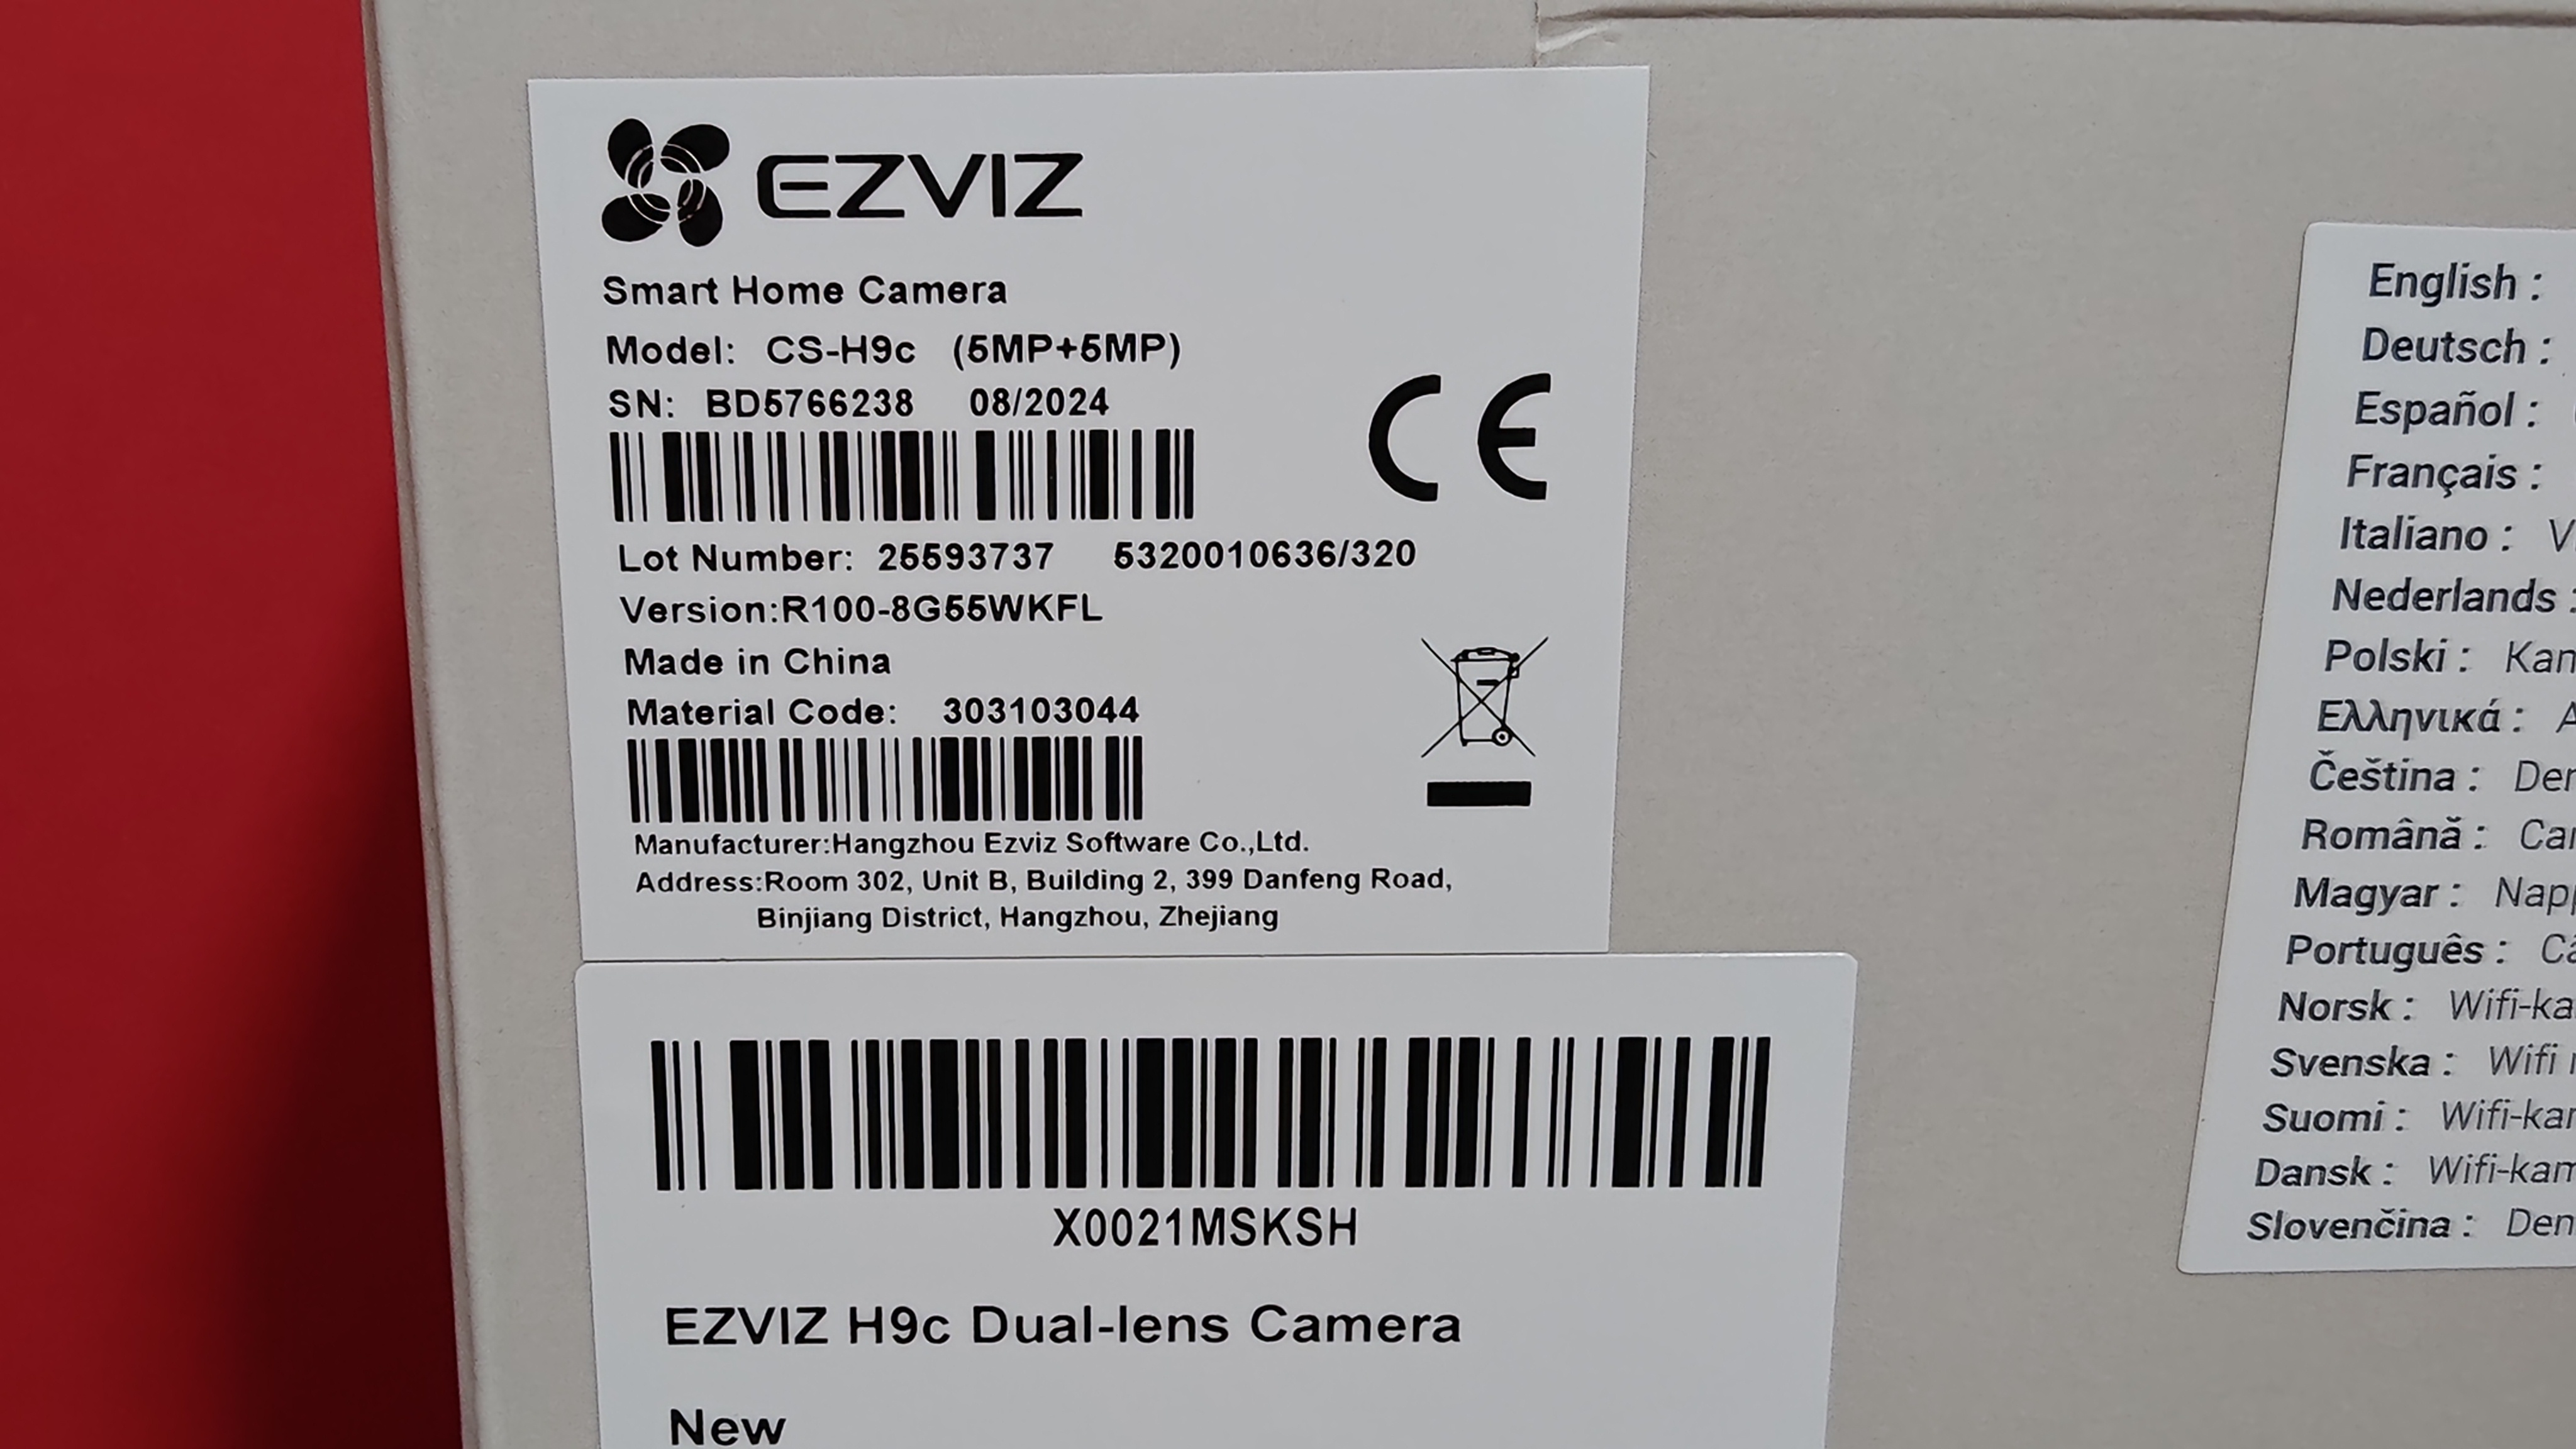 EZVIZ
Smart Home Camera
Model: CS-H9c (5MP+5MP)
SN: BD5766238 08/2024
CE
Lot Number: 25593737 5320010636/320
Version:R100-8G55WKFL
Made in China
Material Code: 303103044
Manufacturer:Hangzhou Ezviz Software Co.,Ltd.
Address:Room 302, Unit B, Building 2, 399 Danfeng Road,
Binjiang District, Hangzhou, Zhejiang
X0021MSKSH
EZVIZ H9c Dual-lens Camera
New
English :
Deutsch :
Español :
Français :
Italiano :
Nederlands :
Polski :
Ελληνικά :
Čeština :
Română :
Magyar :
Português :
Norsk :
Svenska : Wifi
Suomi :
Dansk :
Slovenčina :